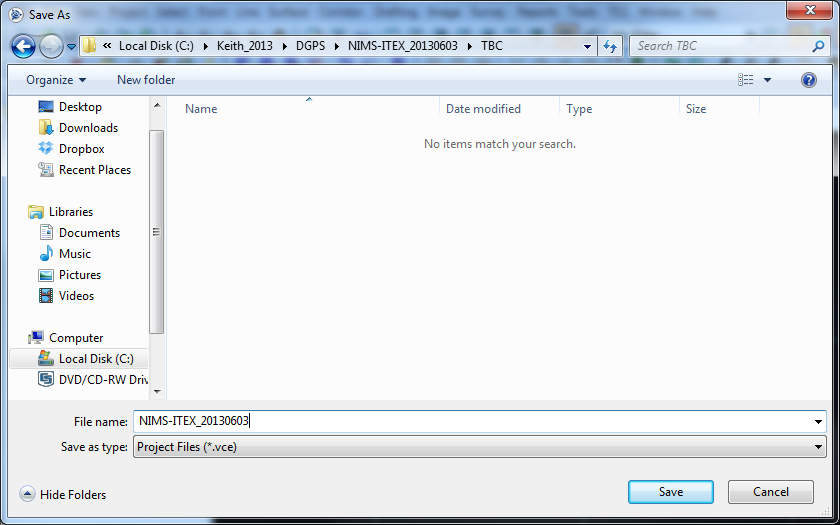 Save As
« Local Disk (C:) ▸ Keith_2013 ▸ DGPS ▸ NIMS-ITEX_20130603 ▸ TBC
Search TBC
Organize
New folder
Name
Date modified
Type
Size
No items match your search.
Desktop
Downloads
Dropbox
Recent Places
Libraries
Documents
Music
Pictures
Videos
Computer
Local Disk (C:)
DVD/CD-RW Driv
File name: NIMS-ITEX_20130603
Save as type: Project Files (*.vce)
Hide Folders
Save
Cancel